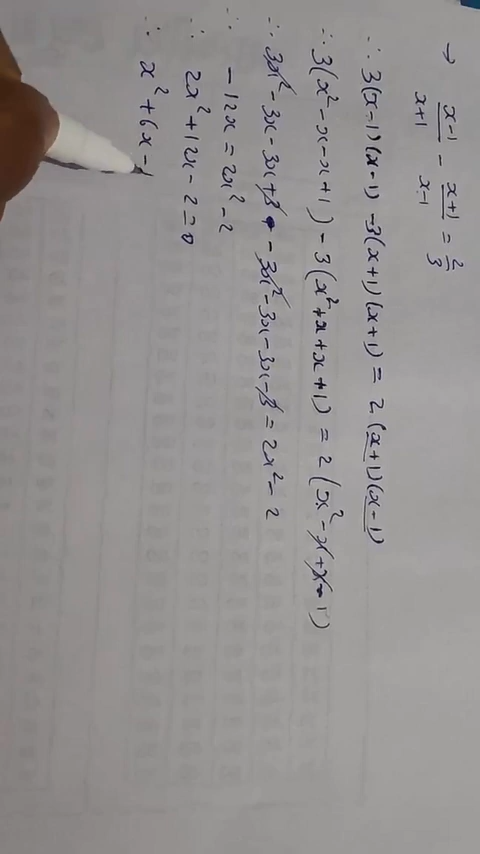 → x-1/x+1 - x+1/x-1 = 2/3
∴ 3(x-1)(x-1) - 3(x+1)(x+1) = 2(x+1)(x-1)
∴ 3(x²-x-x+1) - 3(x²+x+x+1) = 2(x²-x+x-1)
∴ 3x²-3x-3x+3 - 3x²-3x-3x-3 = 2x²-2
∴ -12x = 2x²-2
∴ 2x²+12x-2=0
∴ x²+6x-1